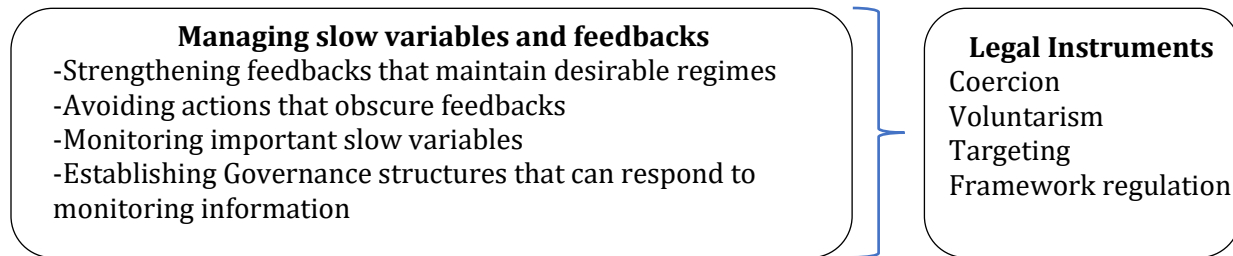 Managing slow variables and feedbacks
-Strengthening feedbacks that maintain desirable regimes
-Avoiding actions that obscure feedbacks
-Monitoring important slow variables
-Establishing Governance structures that can respond to
monitoring information
Legal Instruments
Coercion
Voluntarism
Targeting
Framework regulation